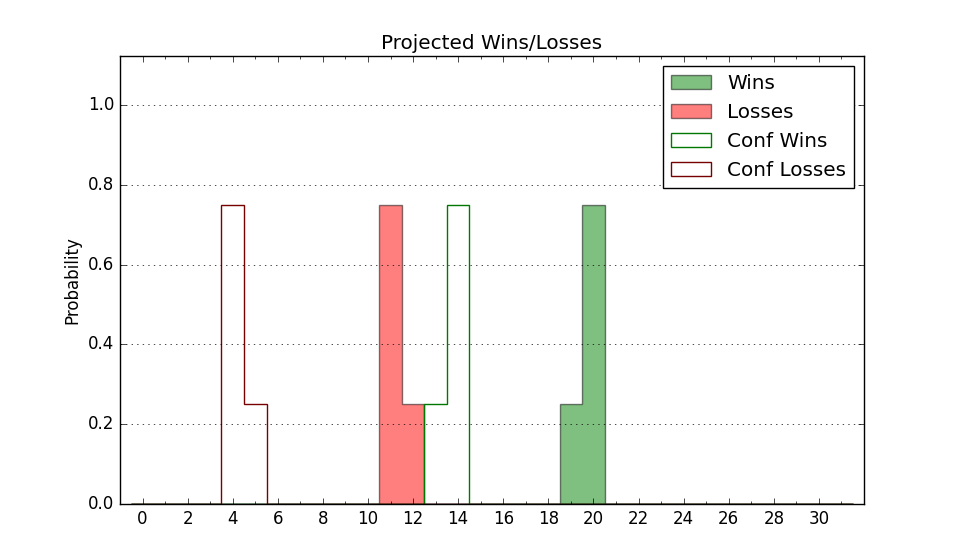 Projected Wins/Losses
Wins
Losses
Conf Wins
Conf Losses
Probability
1.0
0.8
0.6
0.4
0.2
0.0
0 2 4 6 8 10 12 14 16 18 20 22 24 26 28 30